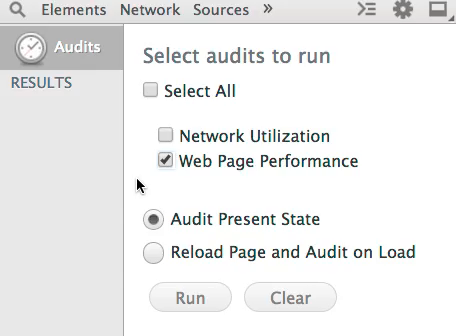 Elements Network Sources »
Audits
RESULTS
Select audits to run
Select All
Network Utilization
Web Page Performance
Audit Present State
Reload Page and Audit on Load
Run Clear